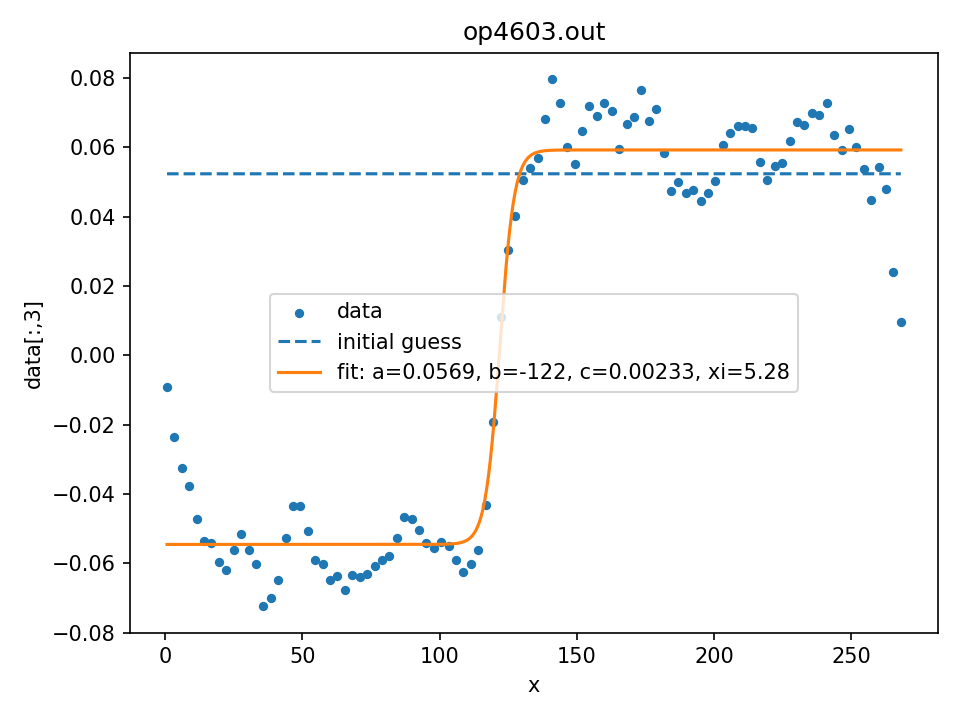 op4603.out
data[:,3]
0.08
0.06
0.04
0.02
0.00
−0.02
−0.04
−0.06
−0.08
data
initial guess
fit: a=0.0569, b=-122, c=0.00233, xi=5.28
0 50 100 150 200 250
x